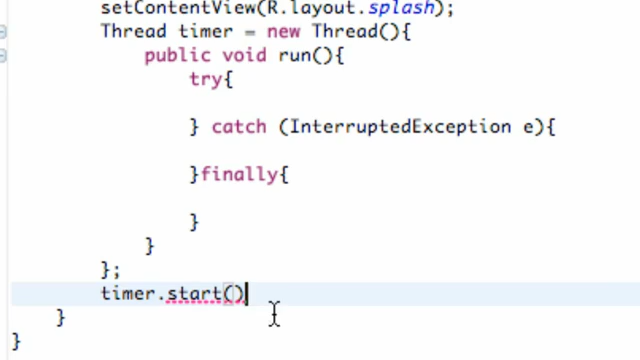 setContentView(R.layout.splash);
Thread timer = new Thread(){
public void run(){
try{
} catch (InterruptedException e){
}finally{
}
}
};
timer.start()
}
}